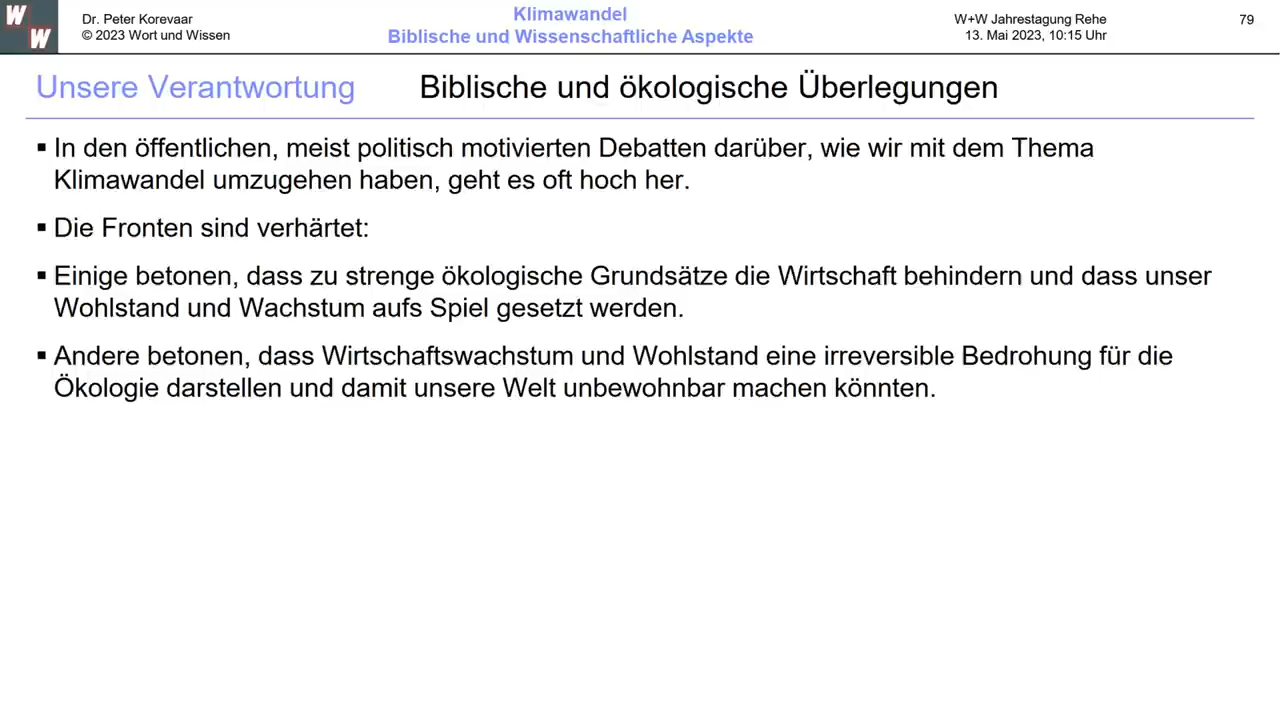 W
W
Dr. Peter Korevaar
© 2023 Wort und Wissen
Klimawandel
Biblische und Wissenschaftliche Aspekte
W+W Jahrestagung Rehe
13. Mai 2023, 10:15 Uhr
79
Unsere Verantwortung Biblische und ökologische Überlegungen
▪ In den öffentlichen, meist politisch motivierten Debatten darüber, wie wir mit dem Thema
Klimawandel umzugehen haben, geht es oft hoch her.
▪ Die Fronten sind verhärtet:
▪ Einige betonen, dass zu strenge ökologische Grundsätze die Wirtschaft behindern und dass unser
Wohlstand und Wachstum aufs Spiel gesetzt werden.
▪ Andere betonen, dass Wirtschaftswachstum und Wohlstand eine irreversible Bedrohung für die
Ökologie darstellen und damit unsere Welt unbewohnbar machen könnten.